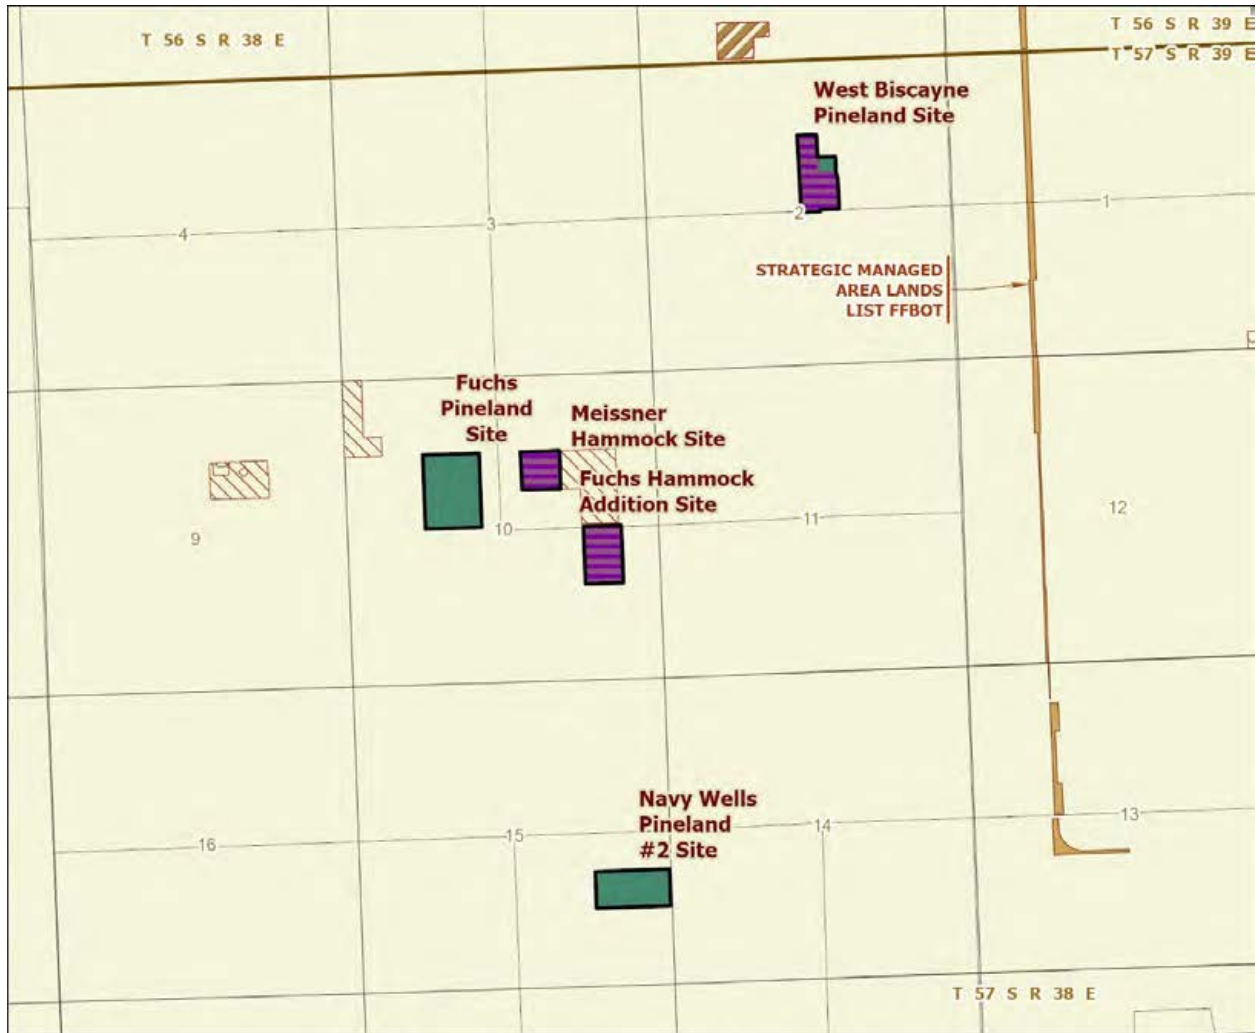 T 56 S R 38 E
T 56 S R 39 E
T 57 S R 39 E
West Biscayne
Pineland Site
4
3
2
1
STRATEGIC MANAGED
AREA LANDS
LIST FFBOT
Fuchs
Pineland
Site
Meissner
Hammock Site
Fuchs Hammock
Addition Site
9
10
11
12
Navy Wells
Pineland
#2 Site
16
15
14
13
T 57 S R 38 E